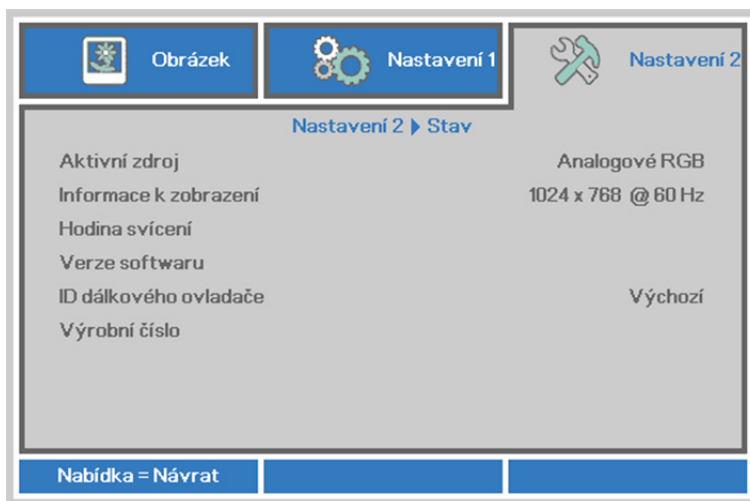 Obrázek Nastavení 1 Nastavení 2
Nastavení 2 ▶ Stav
Aktivní zdroj Analogové RGB
Informace k zobrazení 1024 x 768 @ 60 Hz
Hodina svícení
Verze softwaru
ID dálkového ovladače Výchozí
Výrobní číslo
Nabídka = Návrat